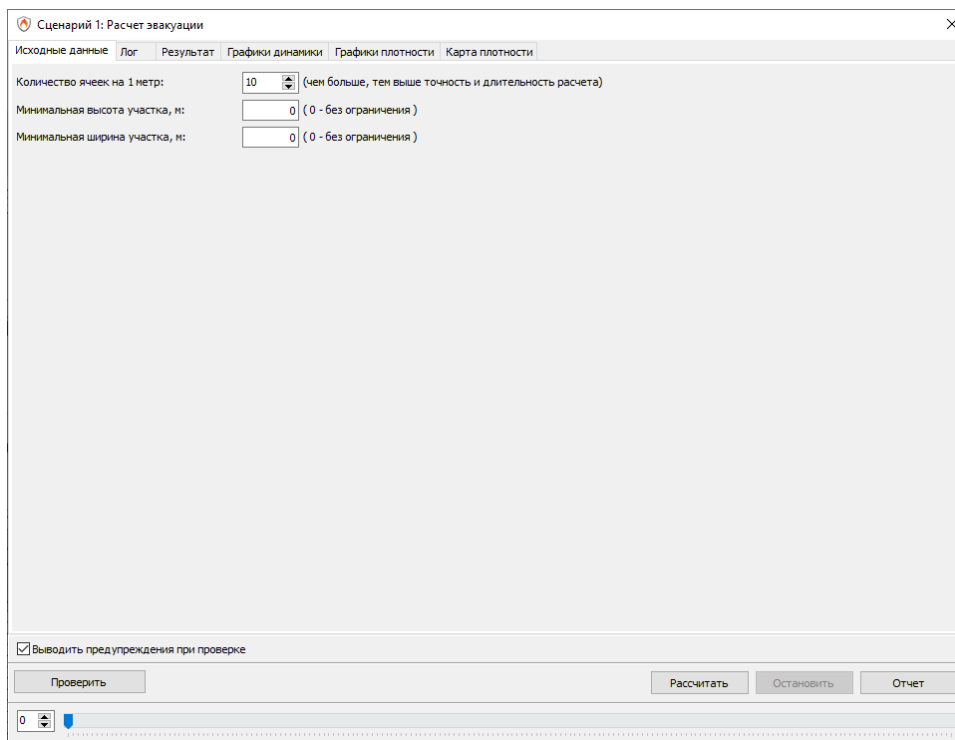 Сценарий 1: Расчет эвакуации
Исходные данные Лог Результат Графики динамики Графики плотности Карта плотности
Количество ячеек на 1 метр: 10 (чем больше, тем выше точность и длительность расчета)
Минимальная высота участка, м: 0 ( 0 - без ограничения )
Минимальная ширина участка, м: 0 ( 0 - без ограничения )
Выводить предупреждения при проверке
Проверить Рассчитать Остановить Отчет
0